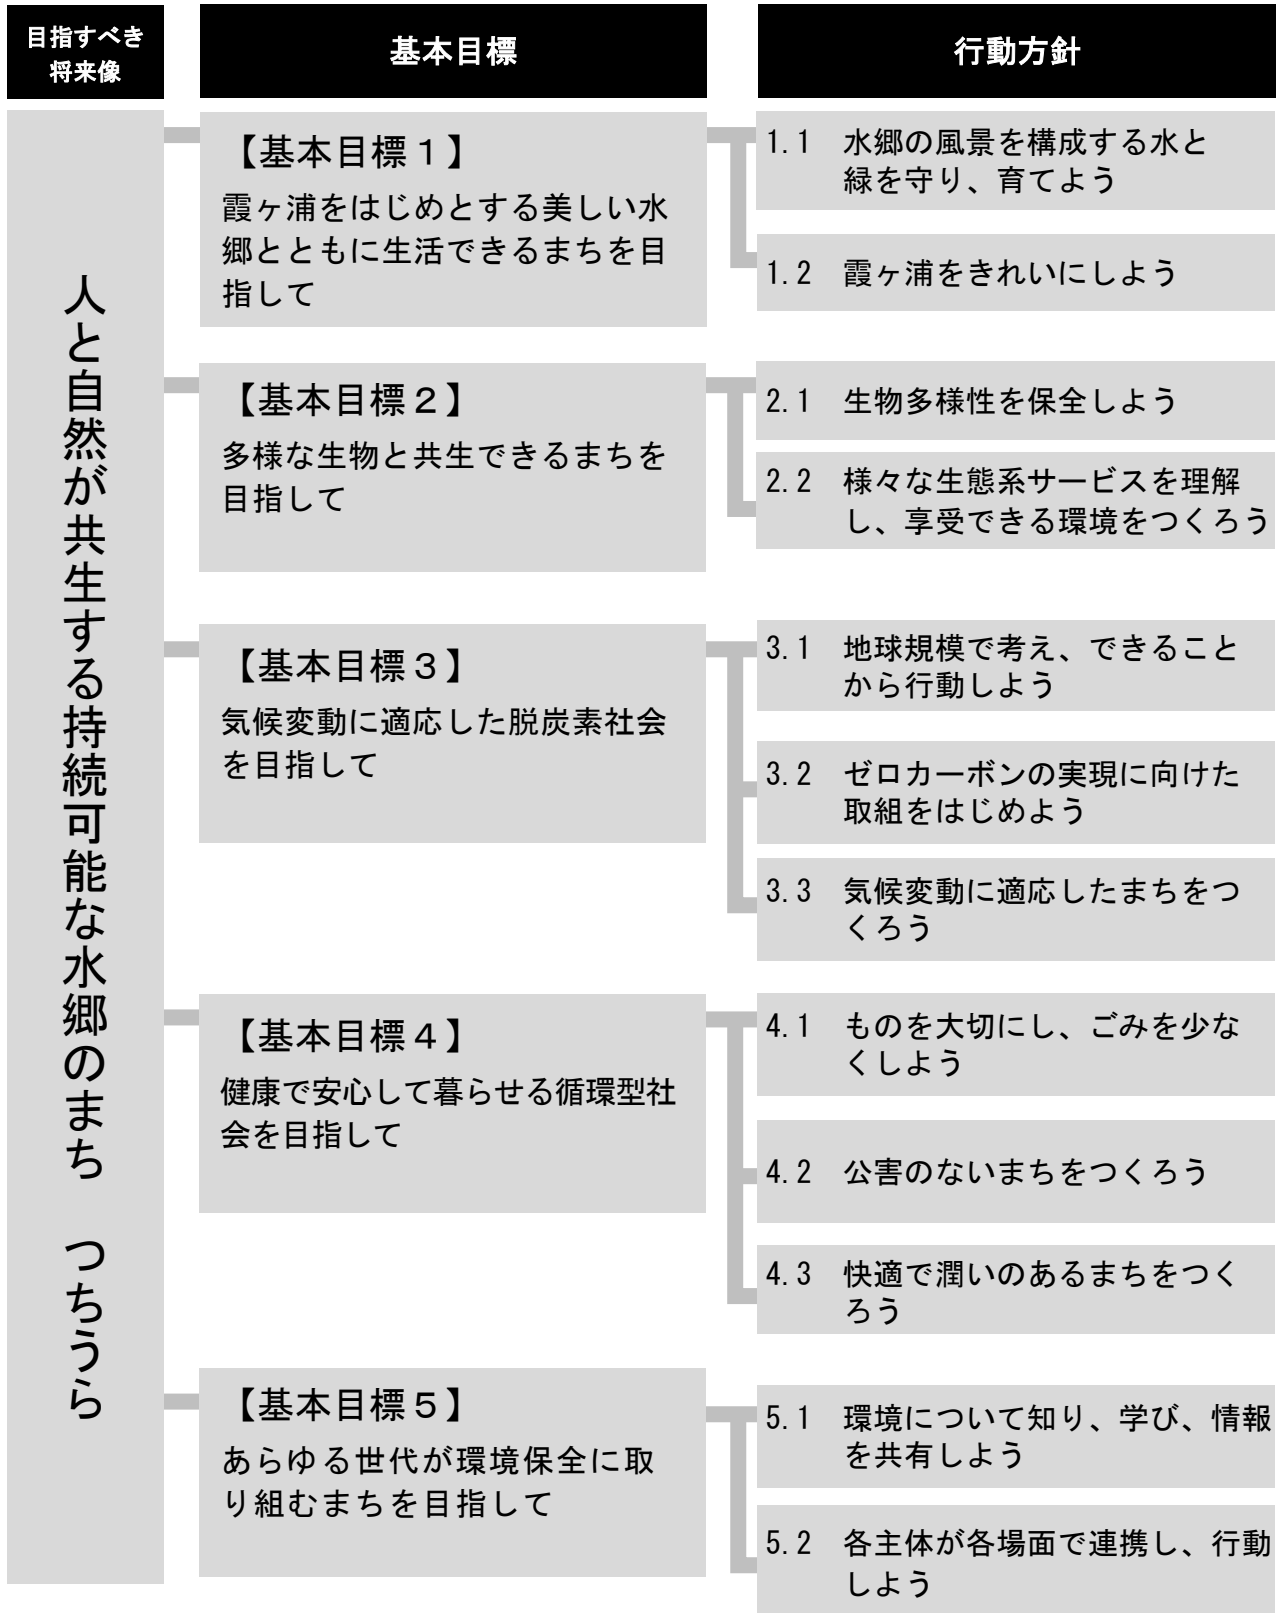 目指すべき
将来像
基本目標
行動方針
人と自然が共生する持続可能な水郷のまち　つちうら
【基本目標１】
霞ヶ浦をはじめとする美しい水
郷とともに生活できるまちを目
指して
1.1　水郷の風景を構成する水と
緑を守り、育てよう
1.2　霞ヶ浦をきれいにしよう
【基本目標２】
多様な生物と共生できるまちを
目指して
2.1　生物多様性を保全しよう
2.2　様々な生態系サービスを理解
し、享受できる環境をつくろう
【基本目標３】
気候変動に適応した脱炭素社会
を目指して
3.1　地球規模で考え、できること
から行動しよう
3.2　ゼロカーボンの実現に向けた
取組をはじめよう
3.3　気候変動に適応したまちをつ
くろう
【基本目標４】
健康で安心して暮らせる循環型社
会を目指して
4.1　ものを大切にし、ごみを少な
くしよう
4.2　公害のないまちをつくろう
4.3　快適で潤いのあるまちをつく
ろう
【基本目標５】
あらゆる世代が環境保全に取
り組むまちを目指して
5.1　環境について知り、学び、情報
を共有しよう
5.2　各主体が各場面で連携し、行動
しよう